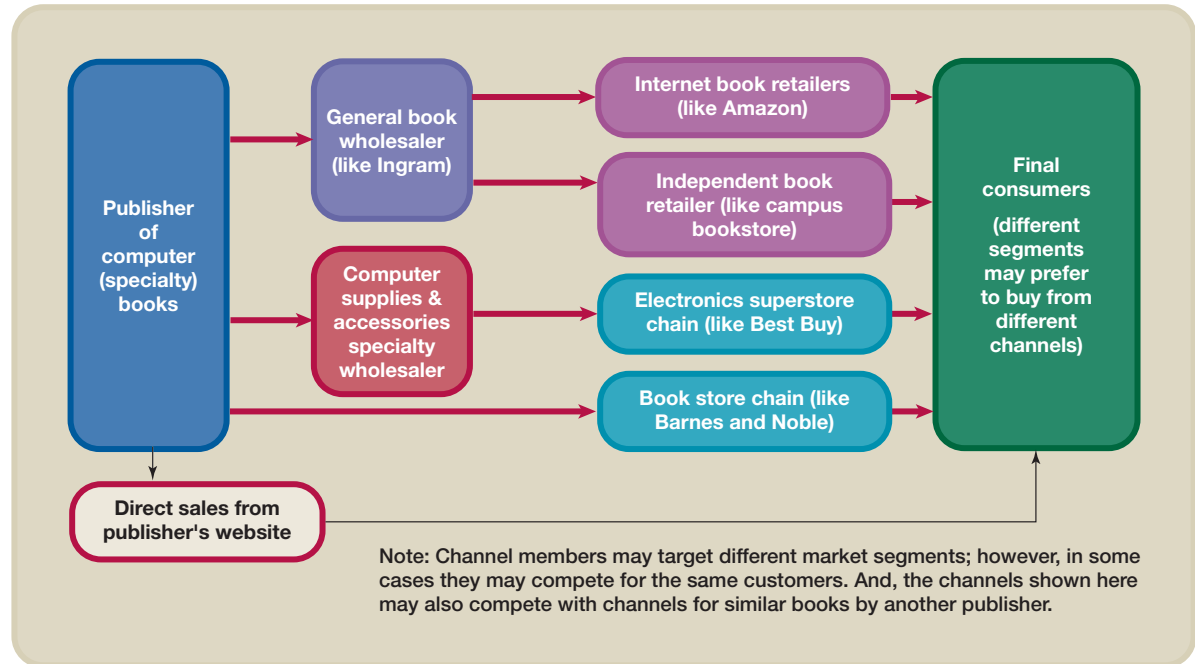 Publisher
of
computer
(specialty)
books
General book
wholesaler
(like Ingram)
Computer
supplies &
accessories
specialty
wholesaler
Internet book retailers
(like Amazon)
Independent book
retailer (like campus
bookstore)
Electronics superstore
chain (like Best Buy)
Book store chain (like
Barnes and Noble)
Final
consumers
(different
segments
may prefer
to buy from
different
channels)
Direct sales from
publisher's website
Note: Channel members may target different market segments; however, in some
cases they may compete for the same customers. And, the channels shown here
may also compete with channels for similar books by another publisher.